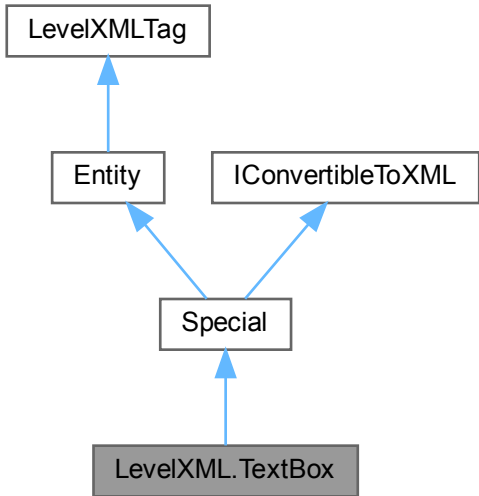 LevelXMLTag
Entity
IConvertibleToXML
Special
LevelXML.TextBox